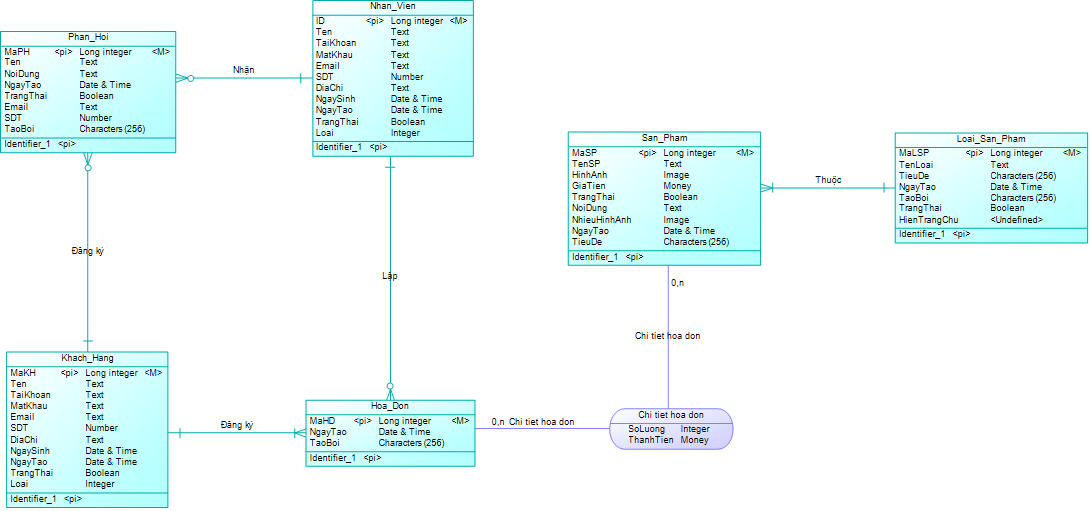 Nhan_Vien
ID <pi> Long integer <M>
Ten Text
TaiKhoan Text
MatKhau Text
Email Text
SDT Number
DiaChi Text
NgaySinh Date & Time
NgayTao Date & Time
TrangThai Boolean
Loai Integer
Identifier_1 <pi>
Phan_Hoi
MaPH <pi> Long integer <M>
Ten Text
NoiDung Text
NgayTao Date & Time
TrangThai Boolean
Email Text
SDT Number
TaoBoi Characters (256)
Identifier_1 <pi>
Nhận
San_Pham
MaSP <pi> Long integer <M>
TenSP Text
HinhAnh Image
GiaTien Money
TrangThai Boolean
NoiDung Text
NhieuHinhAnh Image
NgayTao Date & Time
TieuDe Characters (256)
Identifier_1 <pi>
Thuộc
Loai_San_Pham
MaLSP <pi> Long integer <M>
TenLoai Text
TieuDe Characters (256)
NgayTao Date & Time
TaoBoi Characters (256)
TrangThai Boolean
HienTrangChu <Undefined>
Identifier_1 <pi>
Đăng ký
Lập
0,n
Chi tiet hoa don
Khach_Hang
MaKH <pi> Long integer <M>
Ten Text
TaiKhoan Text
MatKhau Text
Email Text
SDT Number
DiaChi Text
NgaySinh Date & Time
NgayTao Date & Time
TrangThai Boolean
Loai Integer
Identifier_1 <pi>
Đăng ký
Hoa_Don
MaHD <pi> Long integer <M>
NgayTao Date & Time
TaoBoi Characters (256)
Identifier_1 <pi>
0,n Chi tiet hoa don
Chi tiet hoa don
SoLuong Integer
ThanhTien Money